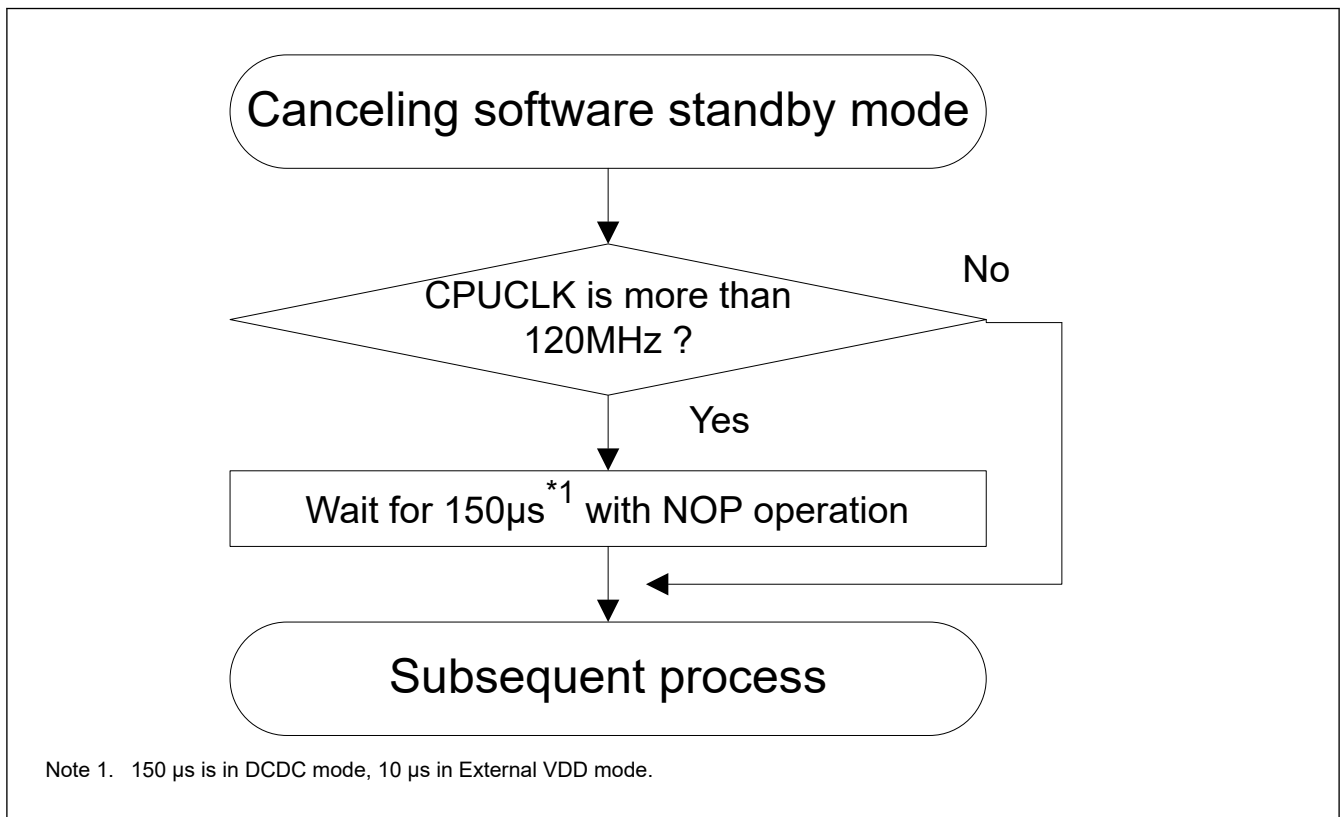 Canceling software standby mode
CPUCLK is more than
120MHz ?
No
Yes
Wait for 150µs*1 with NOP operation
Subsequent process
Note 1. 150 µs is in DCDC mode, 10 µs in External VDD mode.